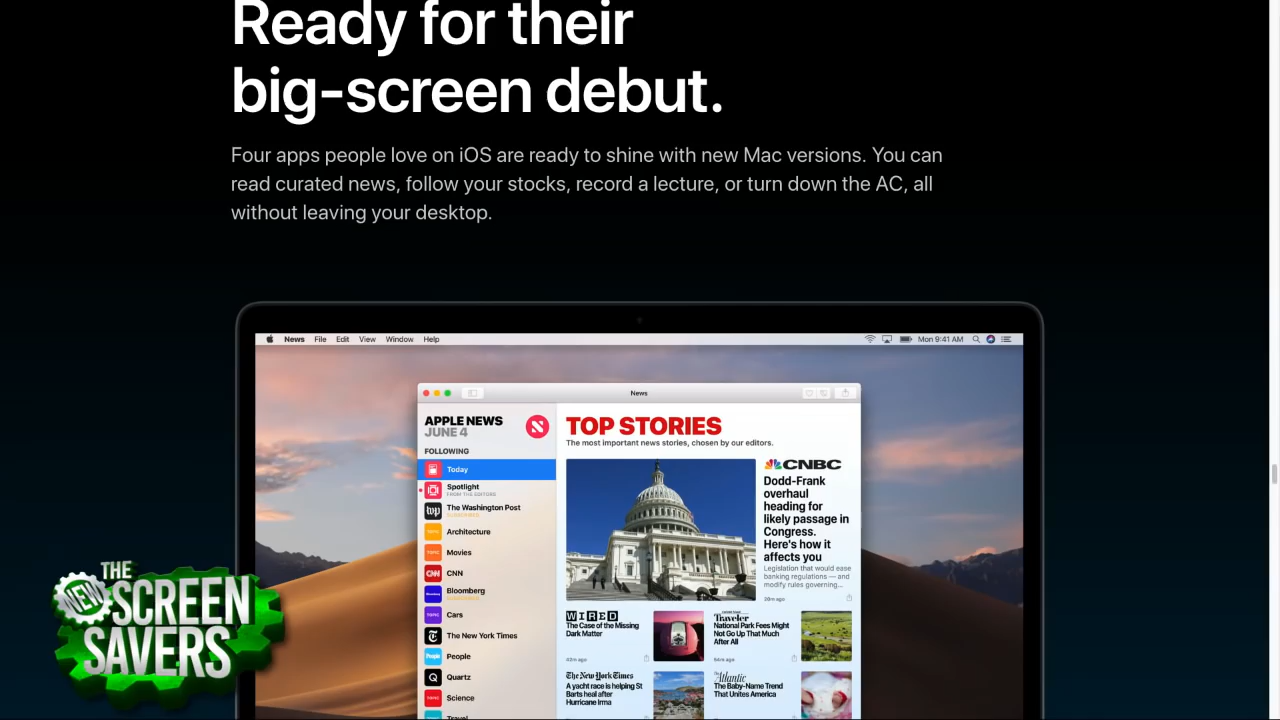 Ready for their
big-screen debut.
Four apps people love on iOS are ready to shine with new Mac versions. You can
read curated news, follow your stocks, record a lecture, or turn down the AC, all
without leaving your desktop.
News File Edit View Window Help
Mon 9:41 AM
News
APPLE NEWS
JUNE 4
FOLLOWING
Today
Spotlight
FROM THE EDITORS
The Washington Post
Architecture
Movies
CNN
Bloomberg
Cars
The New York Times
People
Quartz
Science
Travel
TOP STORIES
The most important news stories, chosen by our editors.
CNBC
Dodd-Frank
overhaul
heading for
likely passage in
Congress.
Here's how it
affects you
Legislation that would ease
banking regulations — and
modify rules governing...
39m ago
WIRED
The Case of the Missing
Dark Matter
Traveler
National Park Fees Might
Not Go Up That Much
After All
54m ago
The New York Times
A yacht race is helping St
Barts heal after
Hurricane Irma
The Atlantic
The Baby-Name Trend
That Unites America
THE
SCREEN
SAVERS